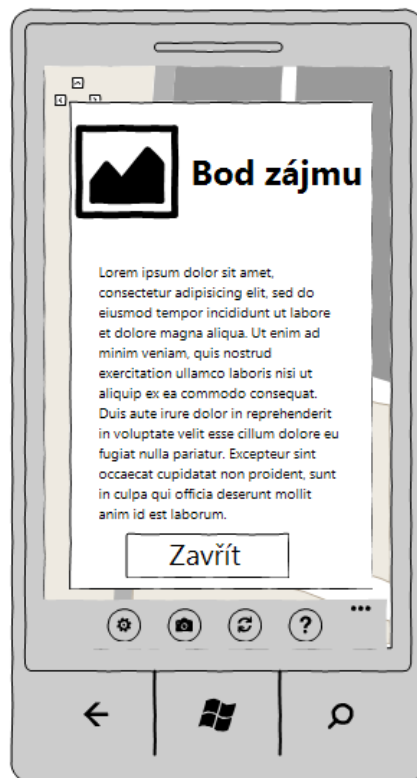 Bod zájmu
Lorem ipsum dolor sit amet,
consectetur adipisicing elit, sed do
eiusmod tempor incididunt ut labore
et dolore magna aliqua. Ut enim ad
minim veniam, quis nostrud
exercitation ullamco laboris nisi ut
aliquip ex ea commodo consequat.
Duis aute irure dolor in reprehenderit
in voluptate velit esse cillum dolore eu
fugiat nulla pariatur. Excepteur sint
occaecat cupidatat non proident, sunt
in culpa qui officia deserunt mollit
anim id est laborum.
Zavřít